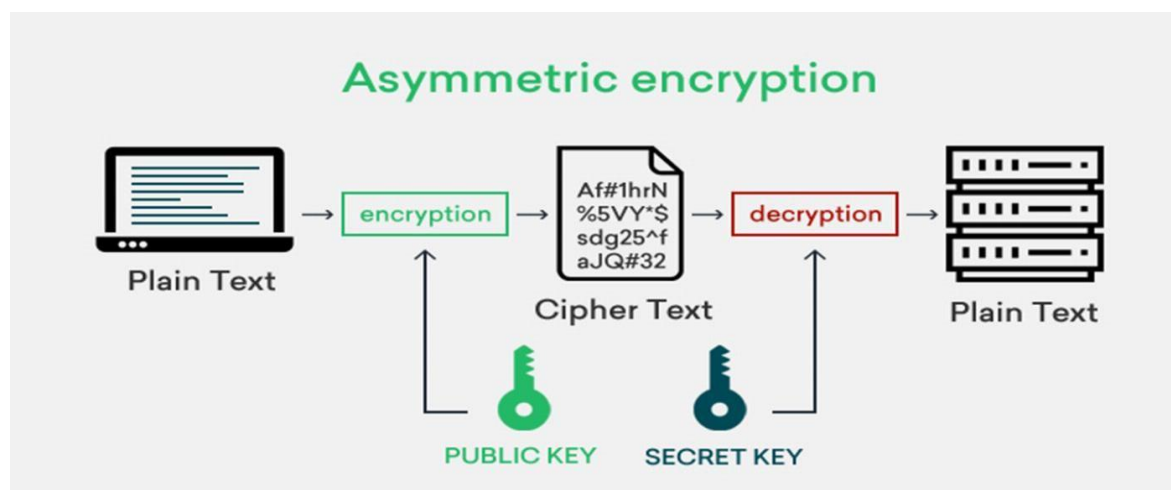 Asymmetric encryption
encryption
Af#1hrN
%5VY*$
sdg25^f
aJQ#32
decryption
Plain Text
Cipher Text
Plain Text
PUBLIC KEY
SECRET KEY